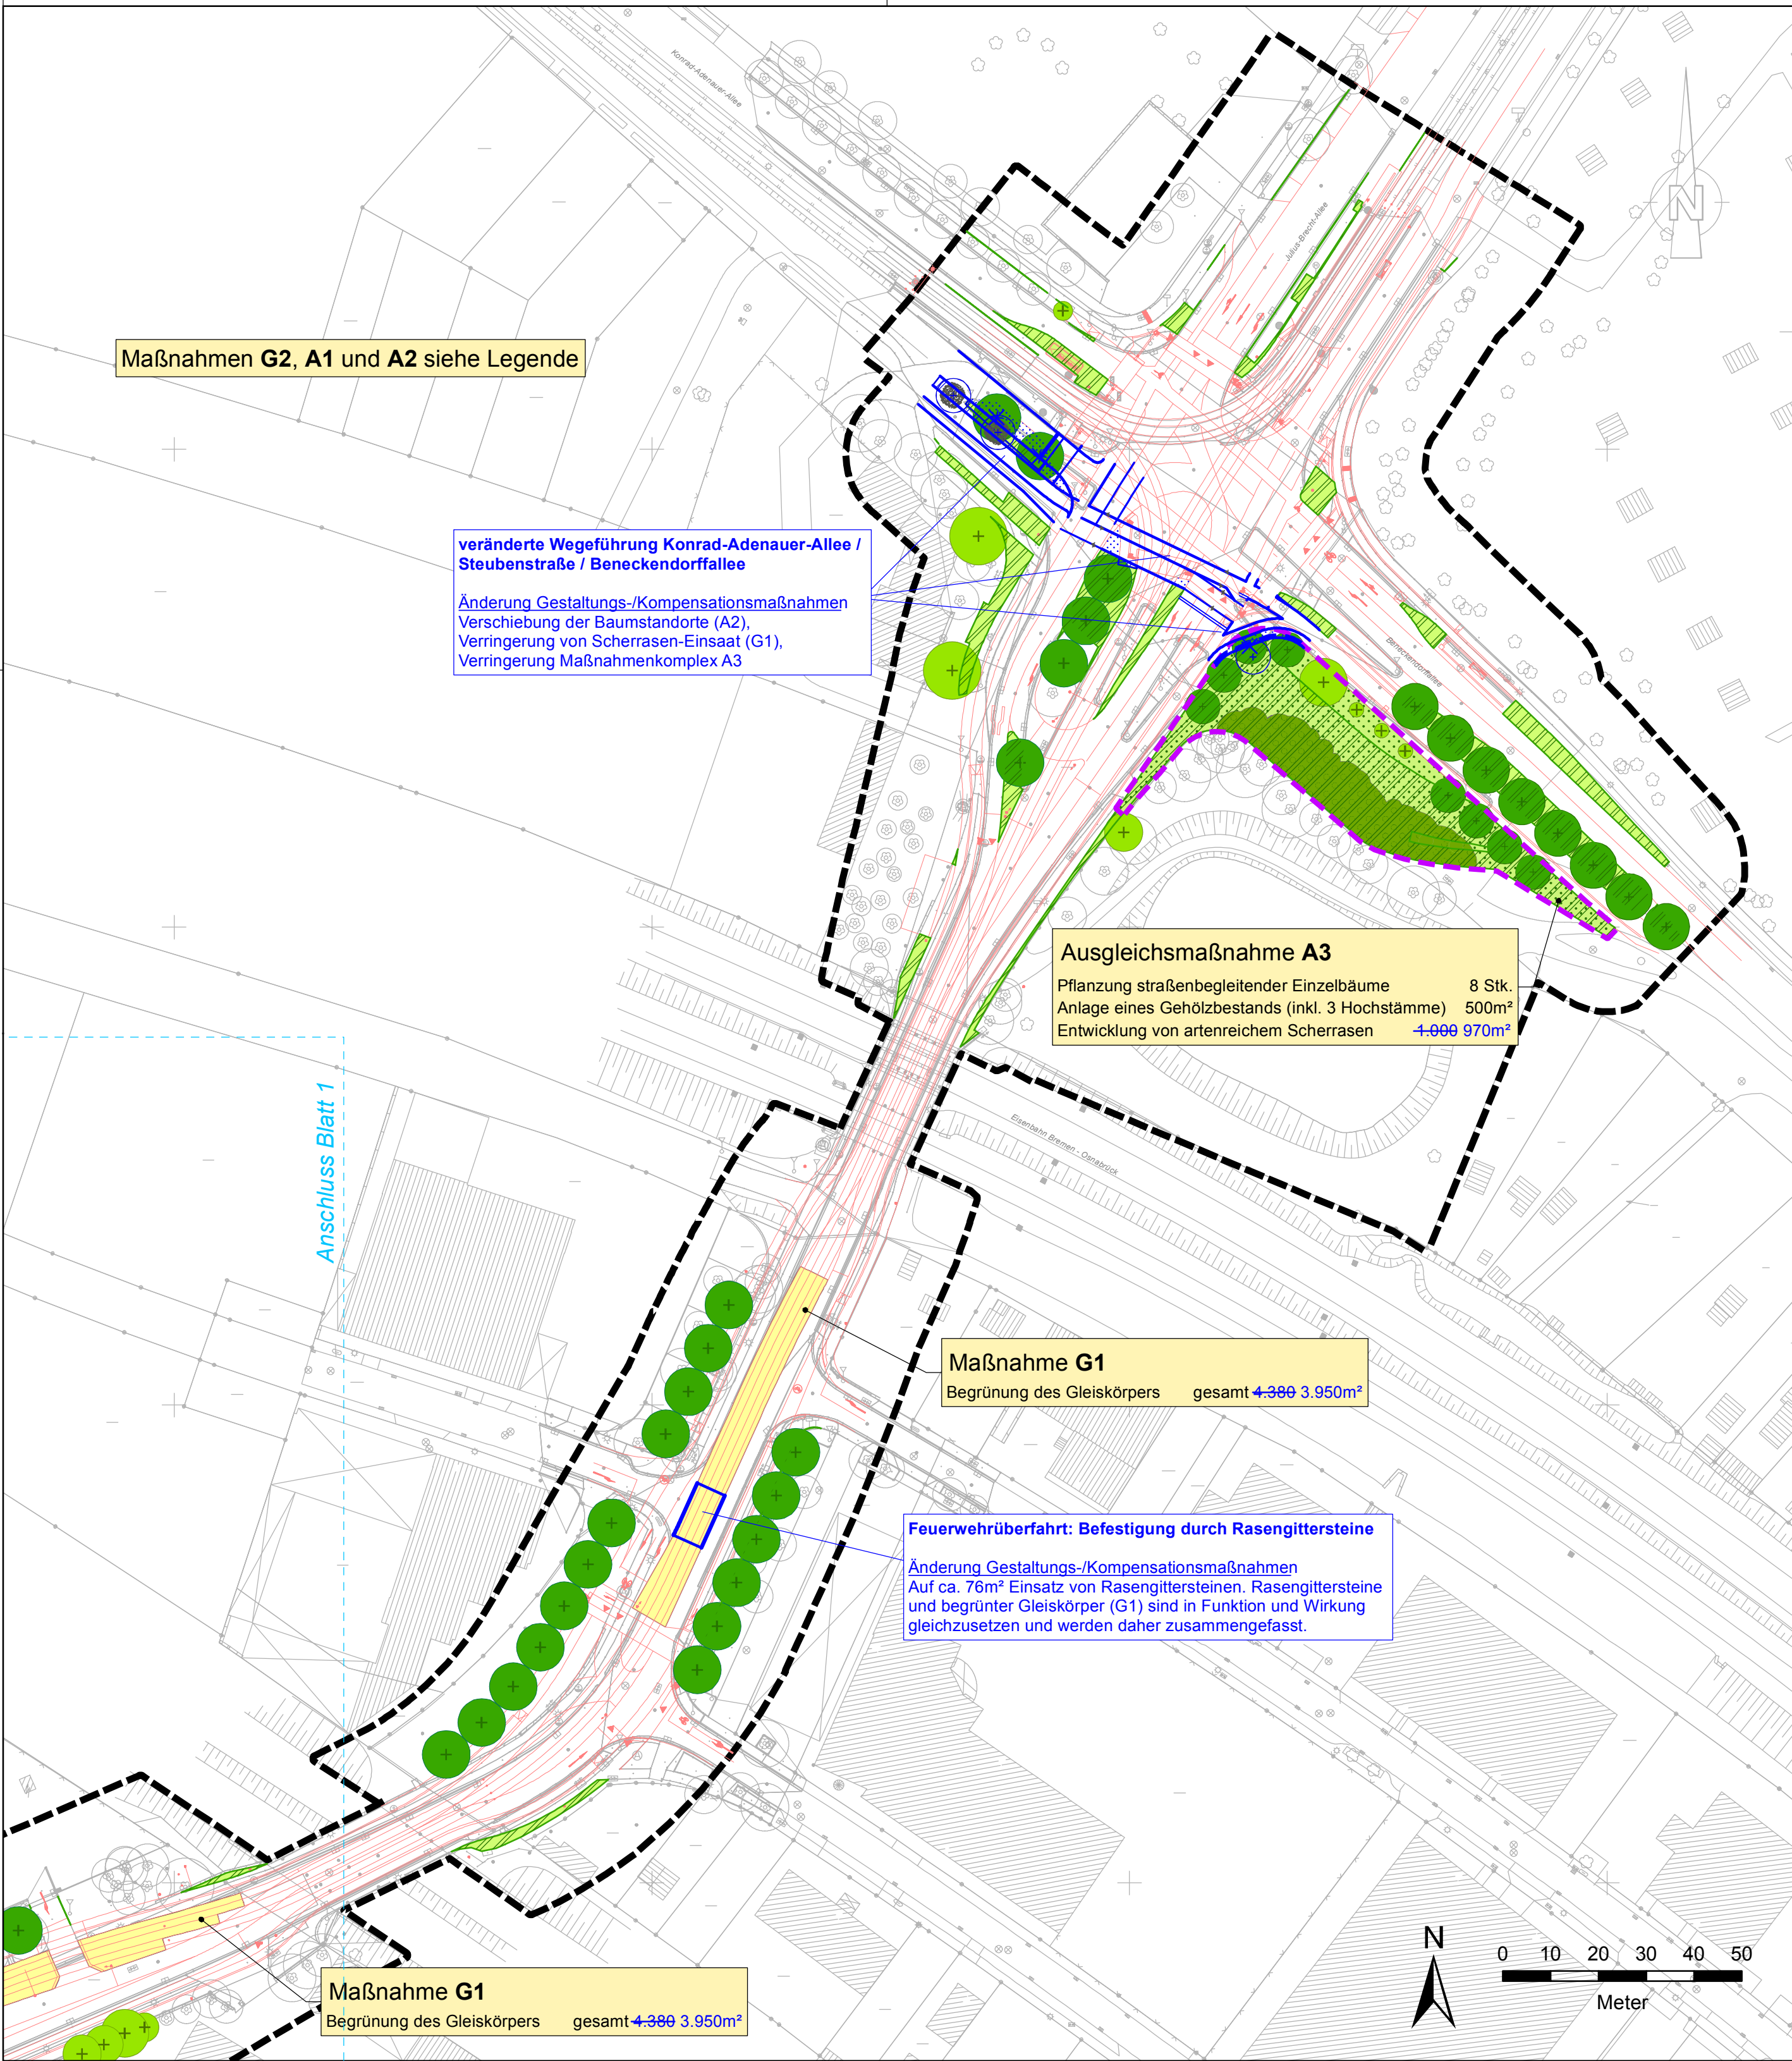 Konrad-Adenauer-Allee
Julius-Brecht-Allee
N
Maßnahmen G2, A1 und A2 siehe Legende
veränderte Wegeführung Konrad-Adenauer-Allee /
Steubenstraße / Beneckendorffallee
Änderung Gestaltungs-/Kompensationsmaßnahmen
Verschiebung der Baumstandorte (A2),
Verringerung von Scherrasen-Einsaat (G1),
Verringerung Maßnahmenkomplex A3
Beneckendorffallee
Ausgleichsmaßnahme A3
Pflanzung straßenbegleitender Einzelbäume 8 Stk.
Anlage eines Gehölzbestands (inkl. 3 Hochstämme) 500m²
Entwicklung von artenreichem Scherrasen 1.000 970m²
Anschluss Blatt 1
Eisenbahn Bremen - Osnabrück
Maßnahme G1
Begrünung des Gleiskörpers gesamt 4.380 3.950m²
Feuerwehrüberfahrt: Befestigung durch Rasengittersteine
Änderung Gestaltungs-/Kompensationsmaßnahmen
Auf ca. 76m² Einsatz von Rasengittersteinen. Rasengittersteine
und begrünter Gleiskörper (G1) sind in Funktion und Wirkung
gleichzusetzen und werden daher zusammengefasst.
Maßnahme G1
Begrünung des Gleiskörpers gesamt 4.380 3.950m²
N
0 10 20 30 40 50
Meter